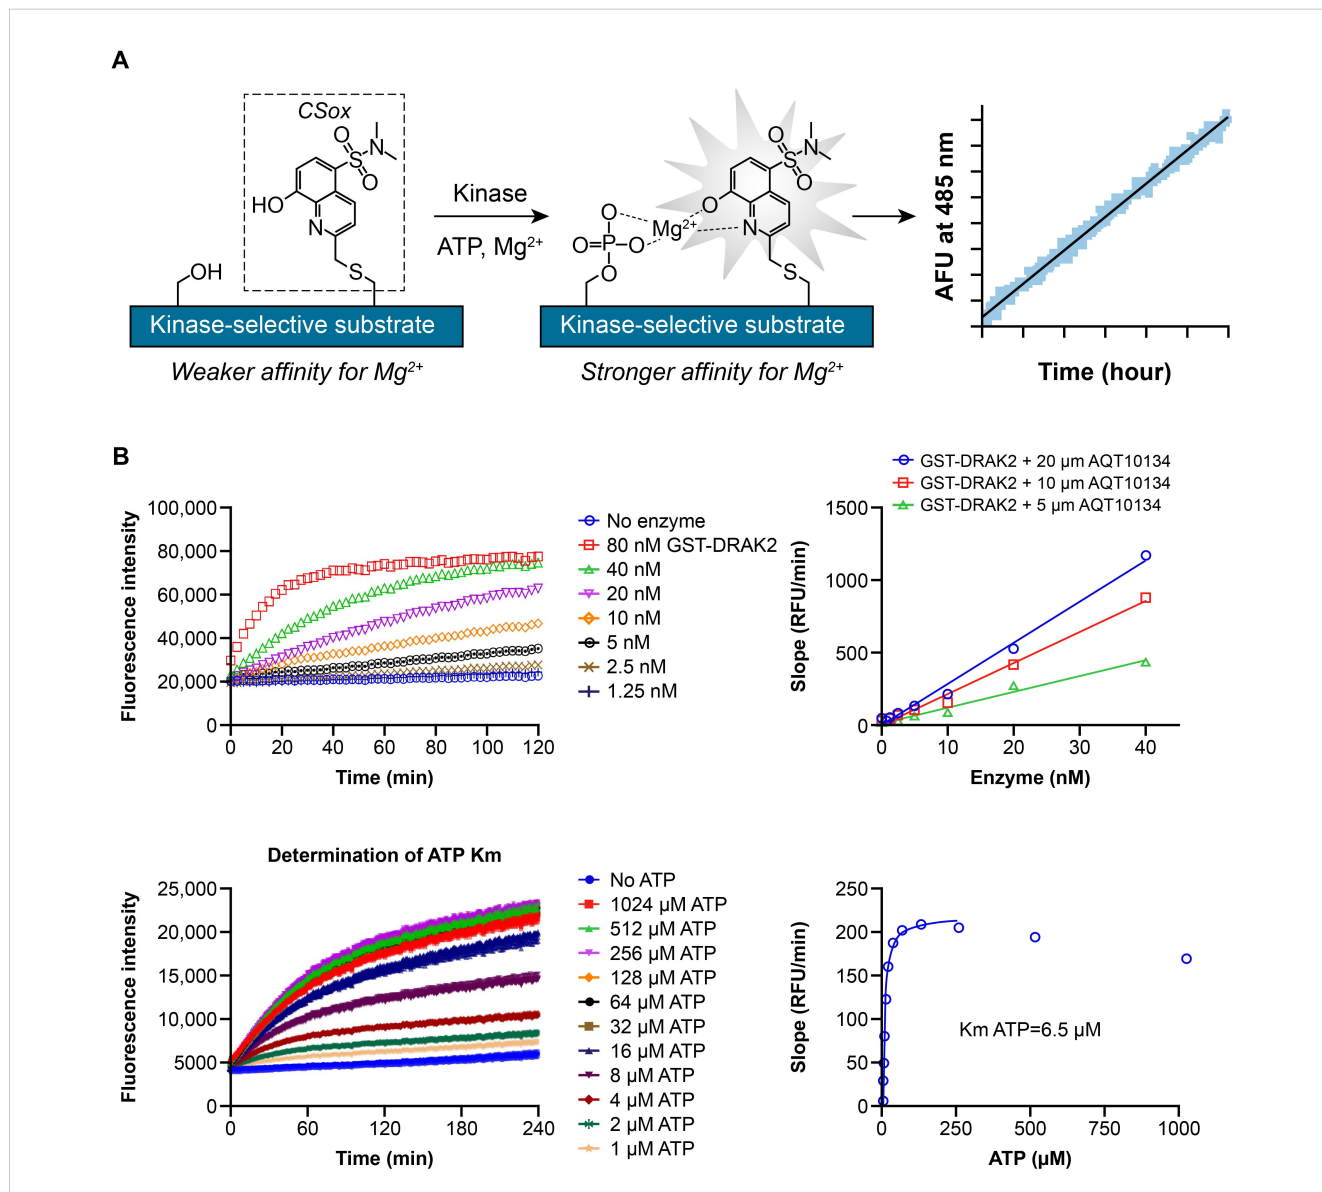 A
CSox
O
N
S
O
HO
N
S
OH
Kinase
ATP, Mg²⁺
O
O=P-O
O
Mg²⁺
O
O
N
S
O
N
S
Kinase-selective substrate
Kinase-selective substrate
Weaker affinity for Mg²⁺
Stronger affinity for Mg²⁺
AFU at 485 nm
Time (hour)
B
Fluorescence intensity
100,000
80,000
60,000
40,000
20,000
0
0 20 40 60 80 100 120
Time (min)
No enzyme
80 nM GST-DRAK2
40 nM
20 nM
10 nM
5 nM
2.5 nM
1.25 nM
GST-DRAK2 + 20 µm AQT10134
GST-DRAK2 + 10 µm AQT10134
GST-DRAK2 + 5 µm AQT10134
Slope (RFU/min)
1500
1000
500
0
0 10 20 30 40
Enzyme (nM)
Determination of ATP Km
Fluorescence intensity
25,000
20,000
15,000
10,000
5000
0
0 60 120 180 240
Time (min)
No ATP
1024 µM ATP
512 µM ATP
256 µM ATP
128 µM ATP
64 µM ATP
32 µM ATP
16 µM ATP
8 µM ATP
4 µM ATP
2 µM ATP
1 µM ATP
Slope (RFU/min)
250
200
150
100
50
0
Km ATP=6.5 µM
0 250 500 750 1000
ATP (µM)